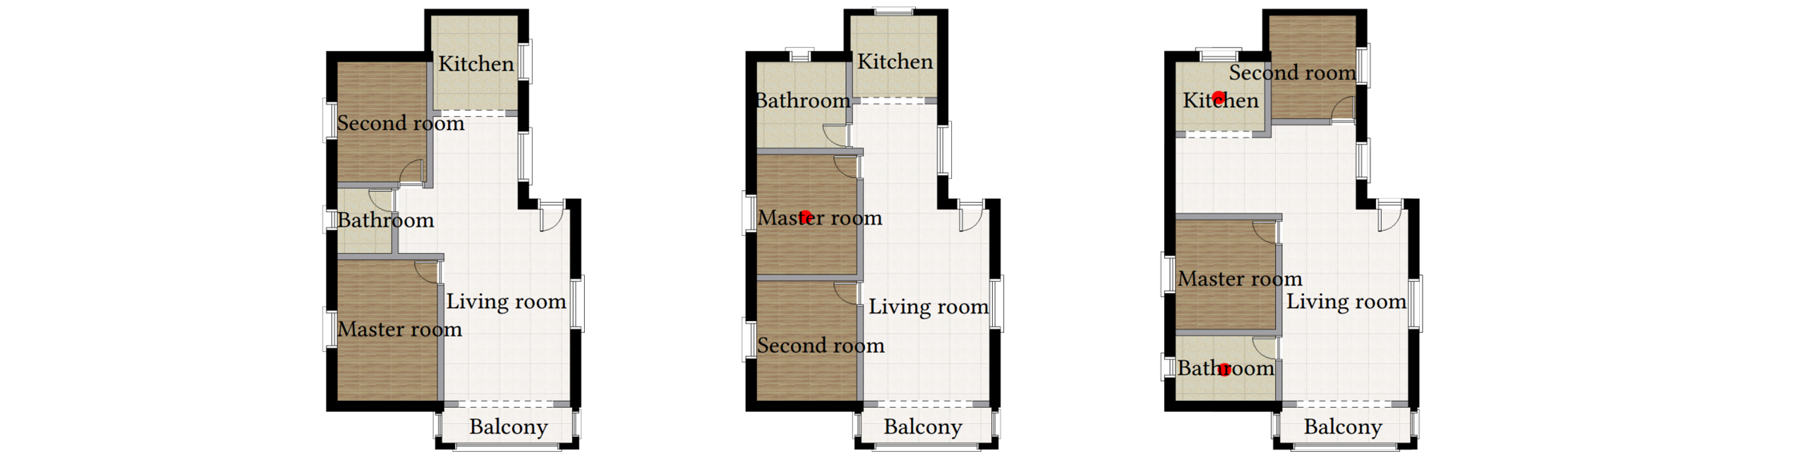 Kitchen
Second room
Bathroom
Living room
Master room
Balcony
Kitchen
Bathroom
Master room
Living room
Second room
Balcony
Second room
Kitchen
Master room
Living room
Bathroom
Balcony